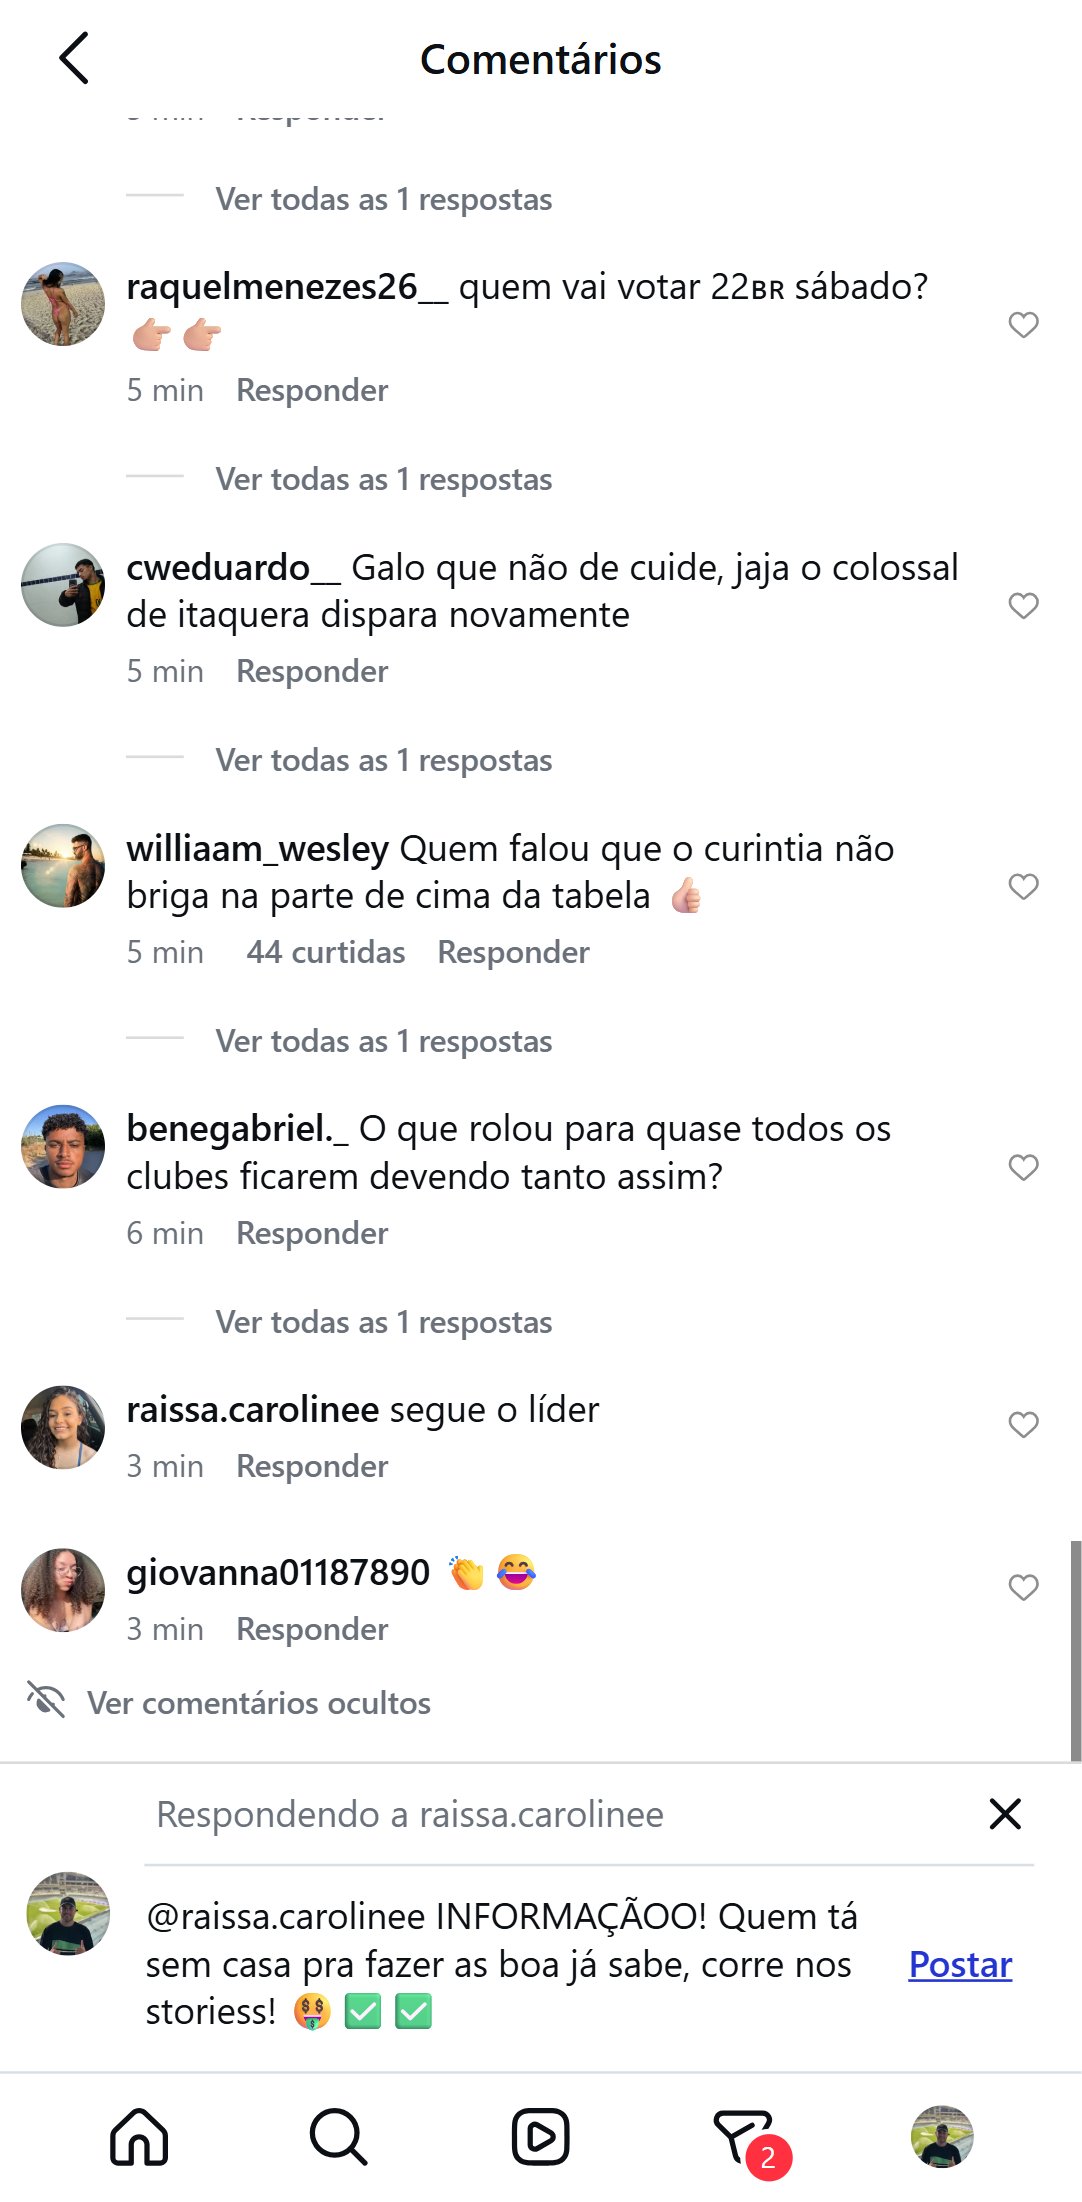 Comentários
Responder
Ver todas as 1 respostas
raquelmenezes26__ quem vai votar 22ʙʀ sábado?
👉🏼👉🏼
5 min Responder
Ver todas as 1 respostas
cweduardo__ Galo que não de cuide, jaja o colossal
de itaquera dispara novamente
5 min Responder
Ver todas as 1 respostas
williaam_wesley Quem falou que o curintia não
briga na parte de cima da tabela 👍🏻
5 min 44 curtidas Responder
Ver todas as 1 respostas
benegabriel._ O que rolou para quase todos os
clubes ficarem devendo tanto assim?
6 min Responder
Ver todas as 1 respostas
raissa.carolinee segue o líder
3 min Responder
giovanna01187890 👏😂
3 min Responder
Ver comentários ocultos
Respondendo a raissa.carolinee
@raissa.carolinee INFORMAÇÃOO! Quem tá
sem casa pra fazer as boa já sabe, corre nos
storiess! 🤑✅✅
Postar
2